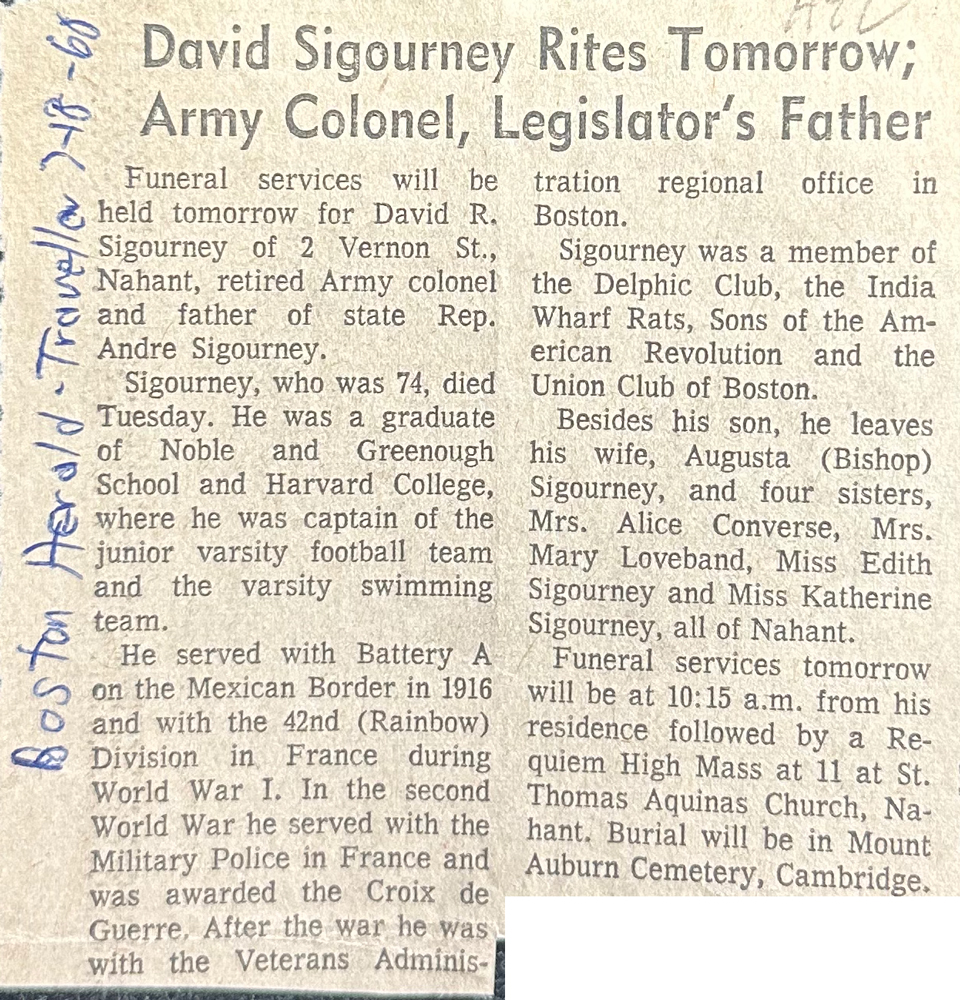 David Sigourney Rites Tomorrow;
Army Colonel, Legislator's Father
Funeral services will be
held tomorrow for David R.
Sigourney of 2 Vernon St.,
Nahant, retired Army colonel
and father of state Rep.
Andre Sigourney.
Sigourney, who was 74, died
Tuesday. He was a graduate
of Noble and Greenough
School and Harvard College,
where he was captain of the
junior varsity football team
and the varsity swimming
team.
He served with Battery A
on the Mexican Border in 1916
and with the 42nd (Rainbow)
Division in France during
World War I. In the second
World War he served with the
Military Police in France and
was awarded the Croix de
Guerre. After the war he was
with the Veterans Adminis-
tration regional office in
Boston.
Sigourney was a member of
the Delphic Club, the India
Wharf Rats, Sons of the Am-
erican Revolution and the
Union Club of Boston.
Besides his son, he leaves
his wife, Augusta (Bishop)
Sigourney, and four sisters,
Mrs. Alice Converse, Mrs.
Mary Loveband, Miss Edith
Sigourney and Miss Katherine
Sigourney, all of Nahant.
Funeral services tomorrow
will be at 10:15 a.m. from his
residence followed by a Re-
quiem High Mass at 11 at St.
Thomas Aquinas Church, Na-
hant. Burial will be in Mount
Auburn Cemetery, Cambridge.
Boston Herald-Traveller